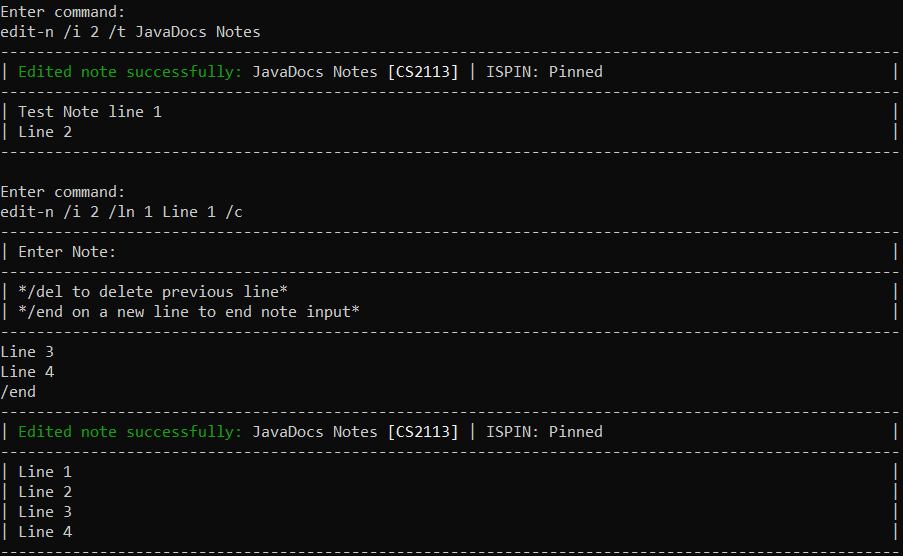 Enter command:
edit-n /i 2 /t JavaDocs Notes
----------------------------------------------------------------------------------------------------
| Edited note successfully: JavaDocs Notes [CS2113] | ISPIN: Pinned |
----------------------------------------------------------------------------------------------------
| Test Note line 1 |
| Line 2 |
----------------------------------------------------------------------------------------------------
Enter command:
edit-n /i 2 /ln 1 Line 1 /c
----------------------------------------------------------------------------------------------------
| Enter Note: |
----------------------------------------------------------------------------------------------------
| */del to delete previous line* |
| */end on a new line to end note input* |
----------------------------------------------------------------------------------------------------
Line 3
Line 4
/end
----------------------------------------------------------------------------------------------------
| Edited note successfully: JavaDocs Notes [CS2113] | ISPIN: Pinned |
----------------------------------------------------------------------------------------------------
| Line 1 |
| Line 2 |
| Line 3 |
| Line 4 |
----------------------------------------------------------------------------------------------------